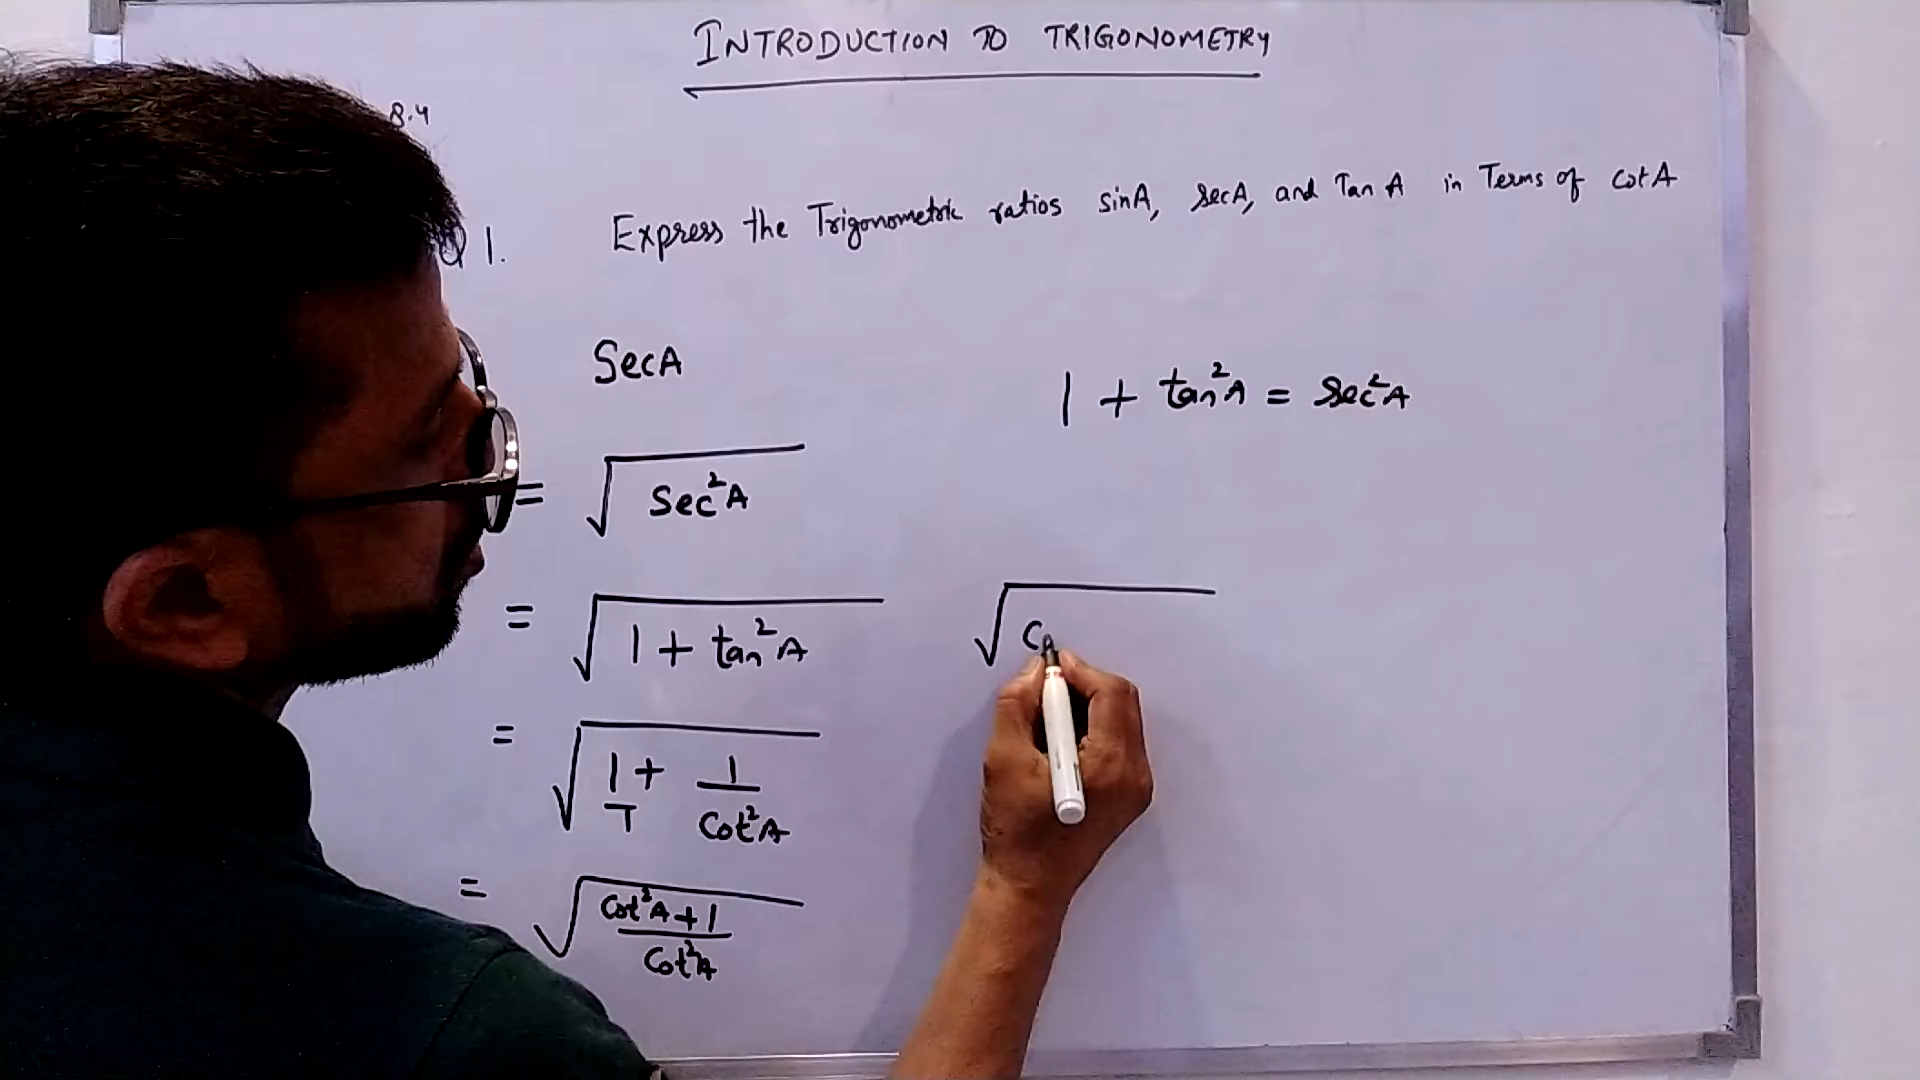 INTRODUCTION TO TRIGONOMETRY
8.4
Q 1. Express the Trigonometric ratios sinA, secA, and Tan A in Terms of cotA
SecA
1 + tan²A = sec²A
= √(Sec²A)
= √(1 + tan²A)
√(Co
= √(1/1 + 1/Cot²A)
= √((Cot²A + 1)/Cot²A)